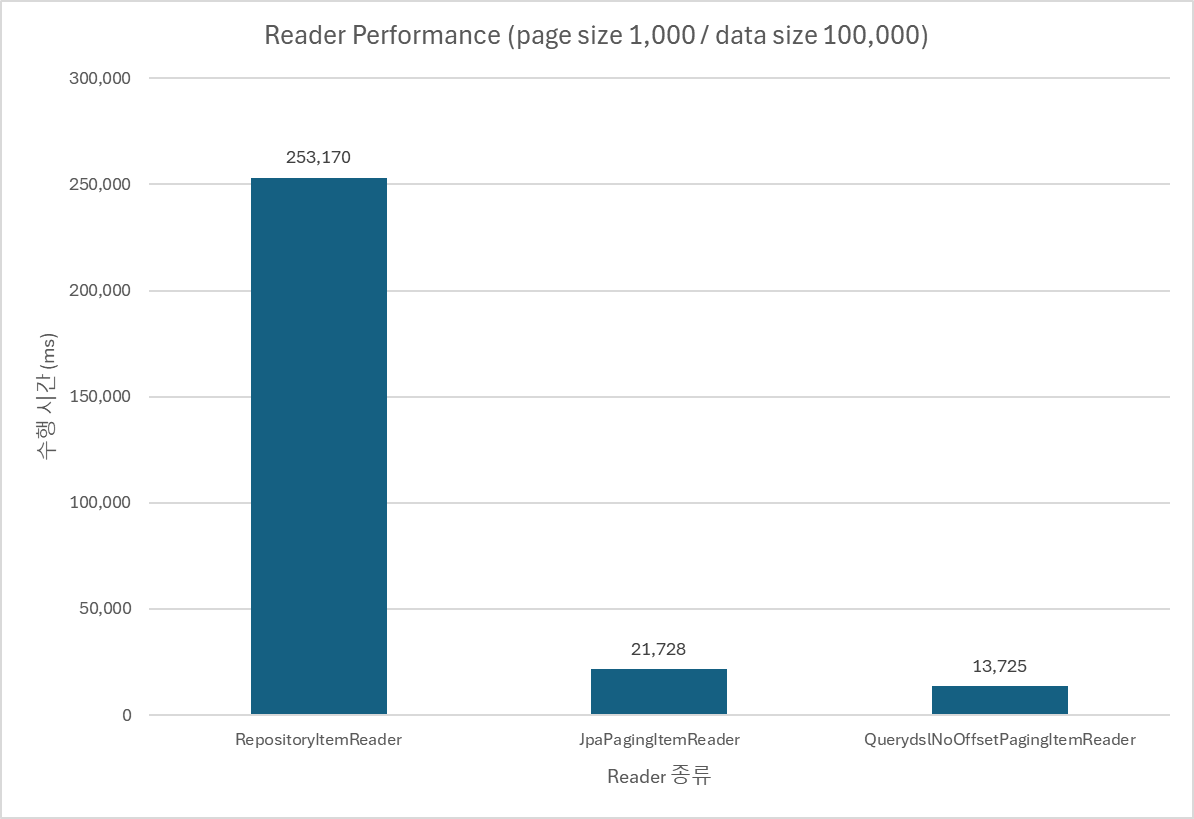 Reader Performance (page size 1,000 / data size 100,000)
300,000
250,000
200,000
150,000
100,000
50,000
0
수행 시간 (ms)
253,170
21,728
13,725
RepositoryItemReader
JpaPagingItemReader
QuerydslNoOffsetPagingItemReader
Reader 종류